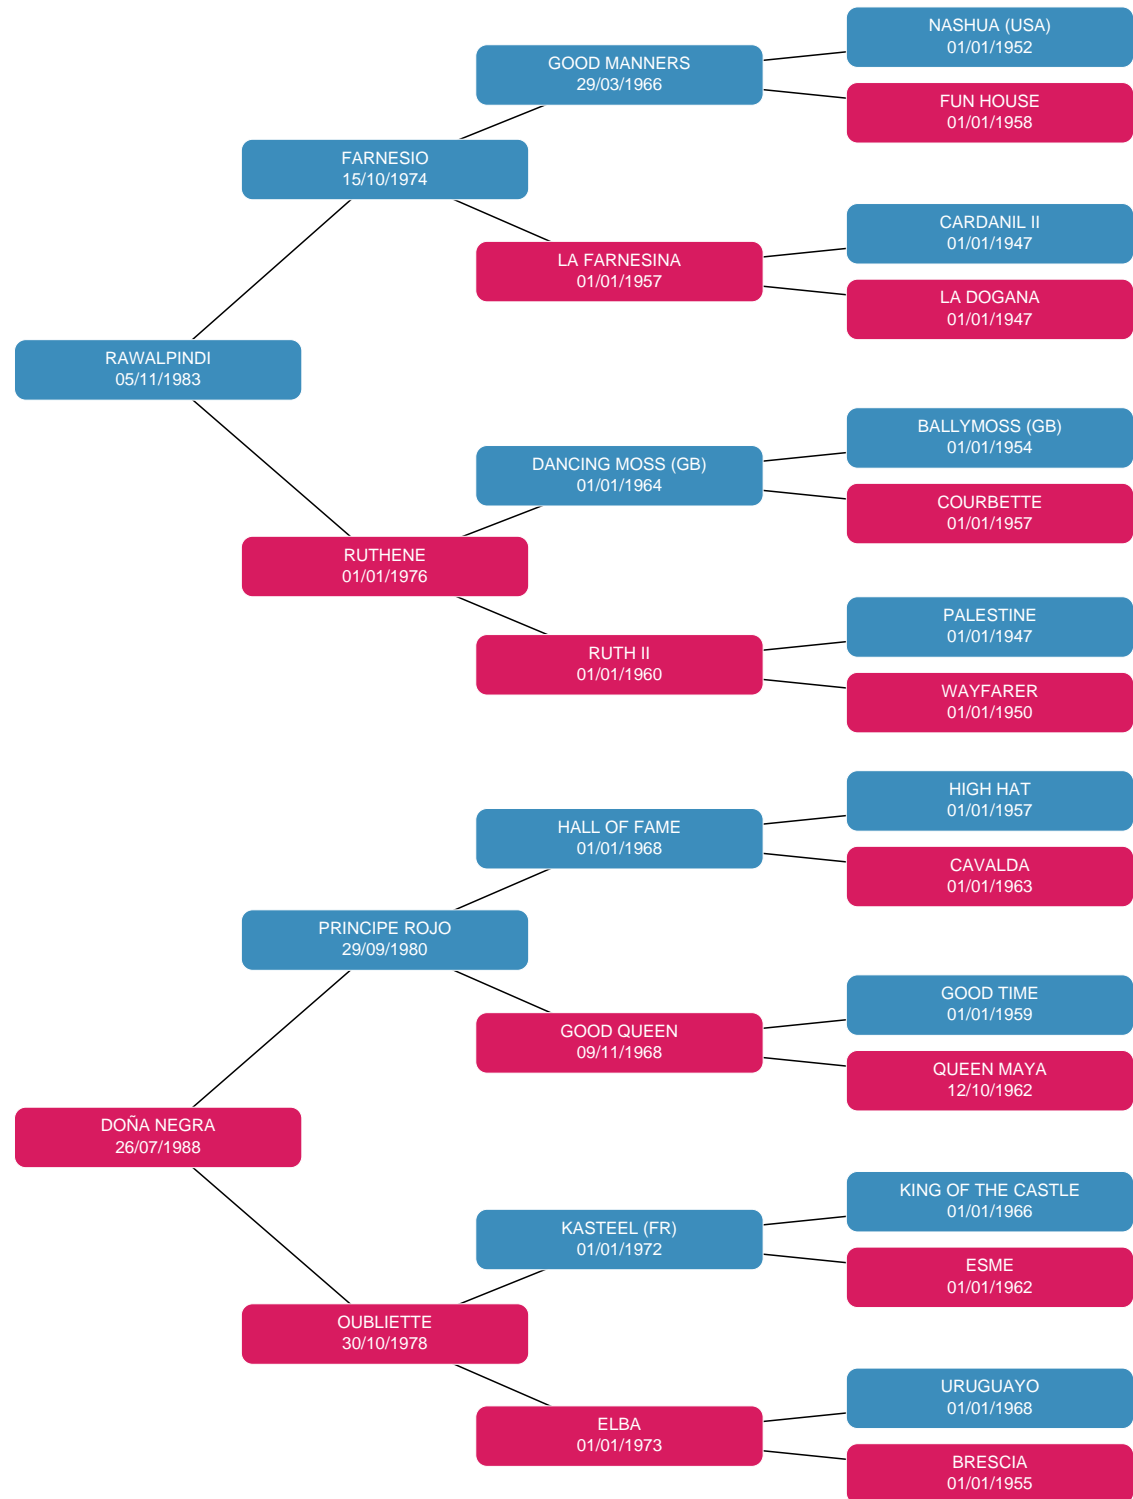 NASHUA (USA)
01/01/1952
GOOD MANNERS
29/03/1966
FUN HOUSE
01/01/1958
FARNESIO
15/10/1974
CARDANIL II
01/01/1947
LA FARNESINA
01/01/1957
LA DOGANA
01/01/1947
RAWALPINDI
05/11/1983
BALLYMOSS (GB)
01/01/1954
DANCING MOSS (GB)
01/01/1964
COURBETTE
01/01/1957
RUTHENE
01/01/1976
PALESTINE
01/01/1947
RUTH II
01/01/1960
WAYFARER
01/01/1950
HIGH HAT
01/01/1957
HALL OF FAME
01/01/1968
CAVALDA
01/01/1963
PRINCIPE ROJO
29/09/1980
GOOD TIME
01/01/1959
GOOD QUEEN
09/11/1968
QUEEN MAYA
12/10/1962
DOÑA NEGRA
26/07/1988
KING OF THE CASTLE
01/01/1966
KASTEEL (FR)
01/01/1972
ESME
01/01/1962
OUBLIETTE
30/10/1978
URUGUAYO
01/01/1968
ELBA
01/01/1973
BRESCIA
01/01/1955